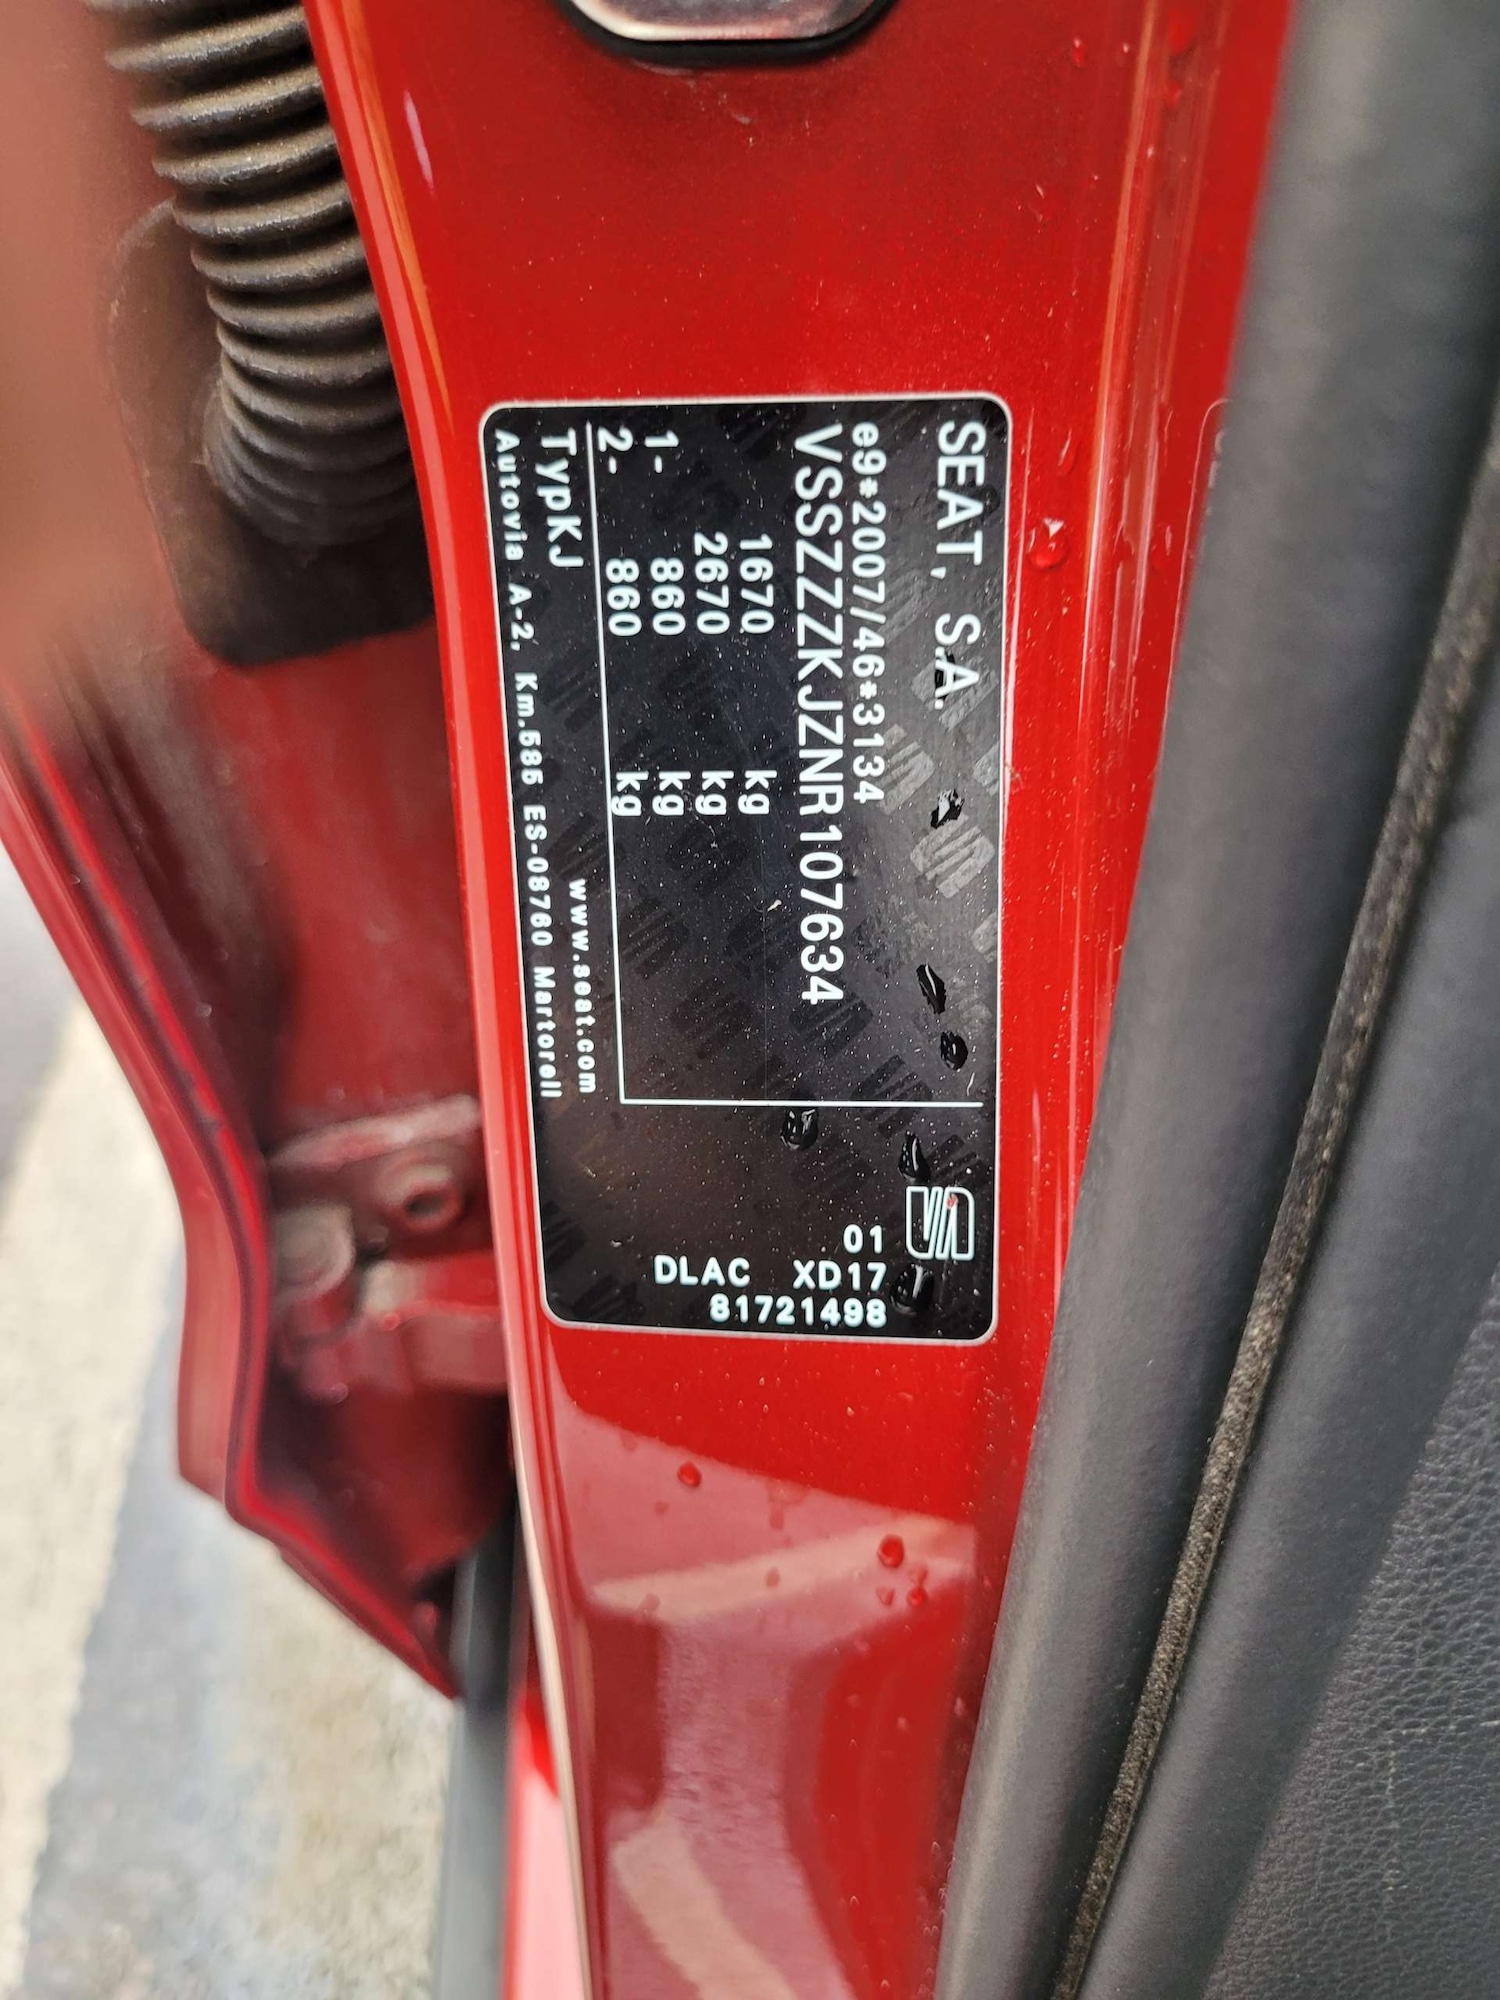 SEAT, S.A.
e9*2007/46*3134
VSSZZZKJZNR107634
1670 kg
2670 kg
1- 860 kg
2- 860 kg
TypKJ
www.seat.com
Autovia A-2, Km.585 ES-08760 Martorell
01
DLAC XD17
81721498